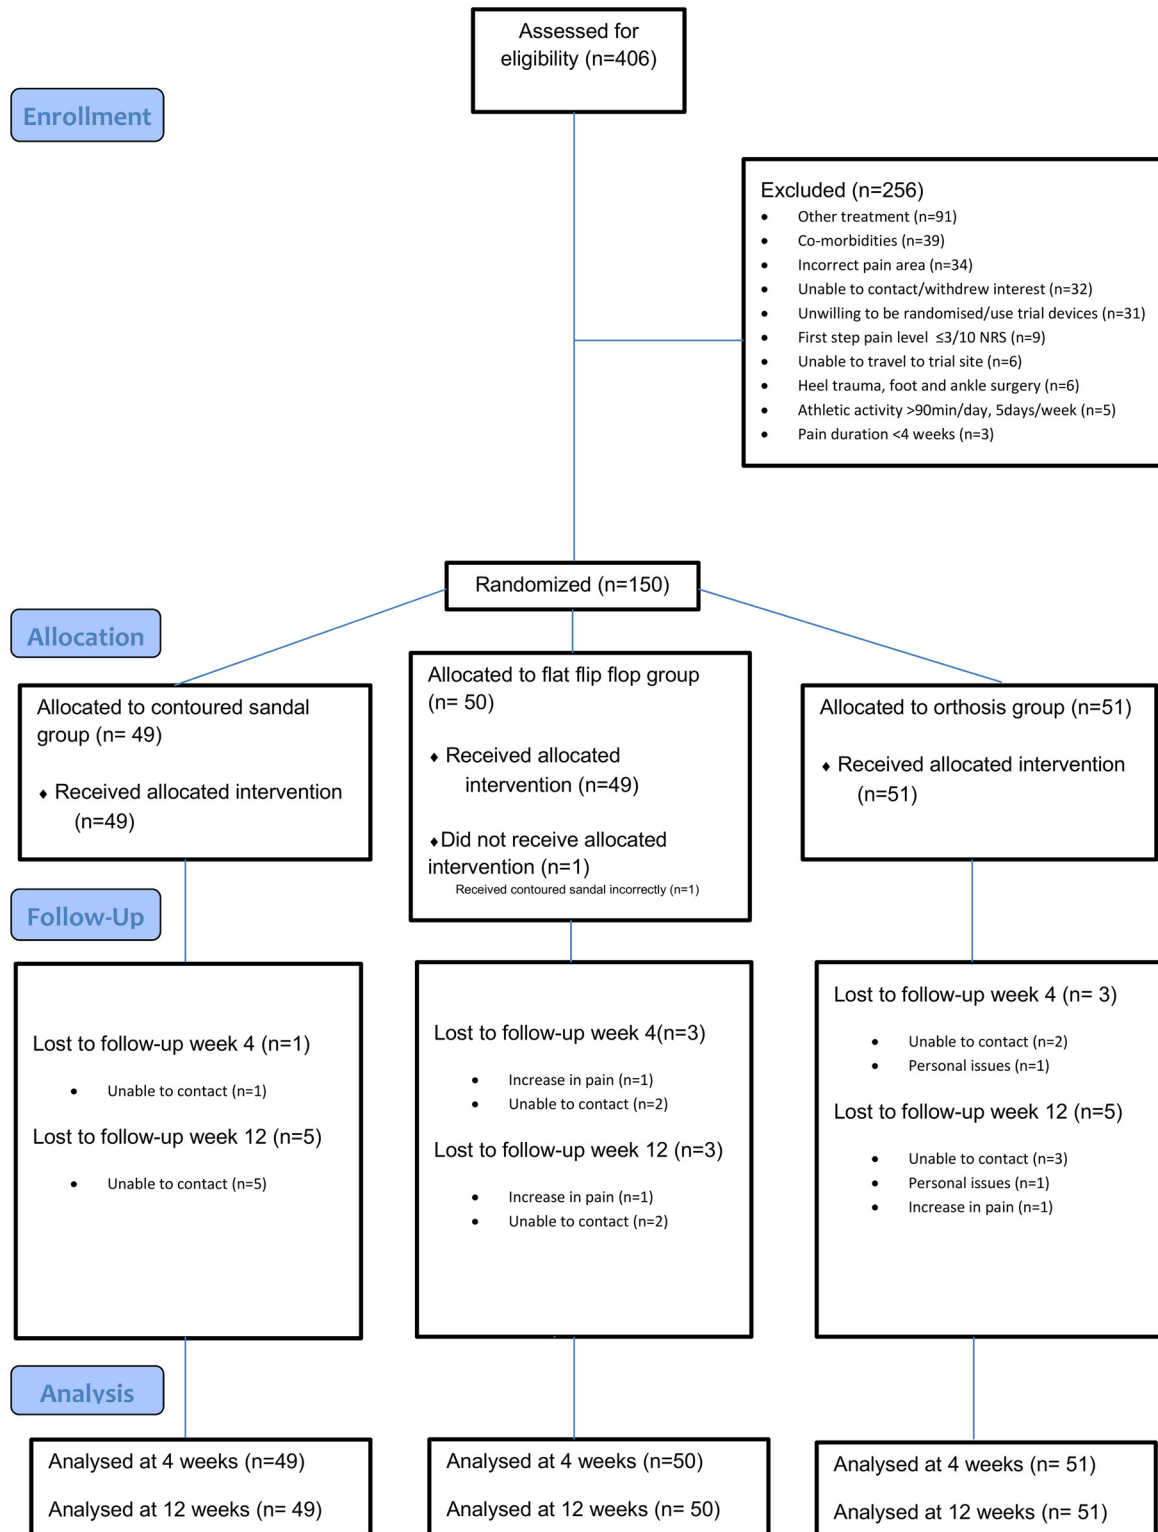 Assessed for
eligibility (n=406)
Enrollment
Excluded (n=256)
• Other treatment (n=91)
• Co-morbidities (n=39)
• Incorrect pain area (n=34)
• Unable to contact/withdrew interest (n=32)
• Unwilling to be randomised/use trial devices (n=31)
• First step pain level ≤3/10 NRS (n=9)
• Unable to travel to trial site (n=6)
• Heel trauma, foot and ankle surgery (n=6)
• Athletic activity >90min/day, 5days/week (n=5)
• Pain duration <4 weeks (n=3)
Randomized (n=150)
Allocation
Allocated to contoured sandal
group (n= 49)
♦ Received allocated intervention
(n=49)
Allocated to flat flip flop group
(n= 50)
♦ Received allocated
intervention (n=49)
♦Did not receive allocated
intervention (n=1)
Received contoured sandal incorrectly (n=1)
Allocated to orthosis group (n=51)
♦ Received allocated intervention
(n=51)
Follow-Up
Lost to follow-up week 4 (n=1)
• Unable to contact (n=1)
Lost to follow-up week 12 (n=5)
• Unable to contact (n=5)
Lost to follow-up week 4(n=3)
• Increase in pain (n=1)
• Unable to contact (n=2)
Lost to follow-up week 12 (n=3)
• Increase in pain (n=1)
• Unable to contact (n=2)
Lost to follow-up week 4 (n= 3)
• Unable to contact (n=2)
• Personal issues (n=1)
Lost to follow-up week 12 (n=5)
• Unable to contact (n=3)
• Personal issues (n=1)
• Increase in pain (n=1)
Analysis
Analysed at 4 weeks (n=49)
Analysed at 12 weeks (n= 49)
Analysed at 4 weeks (n=50)
Analysed at 12 weeks (n= 50)
Analysed at 4 weeks (n= 51)
Analysed at 12 weeks (n= 51)